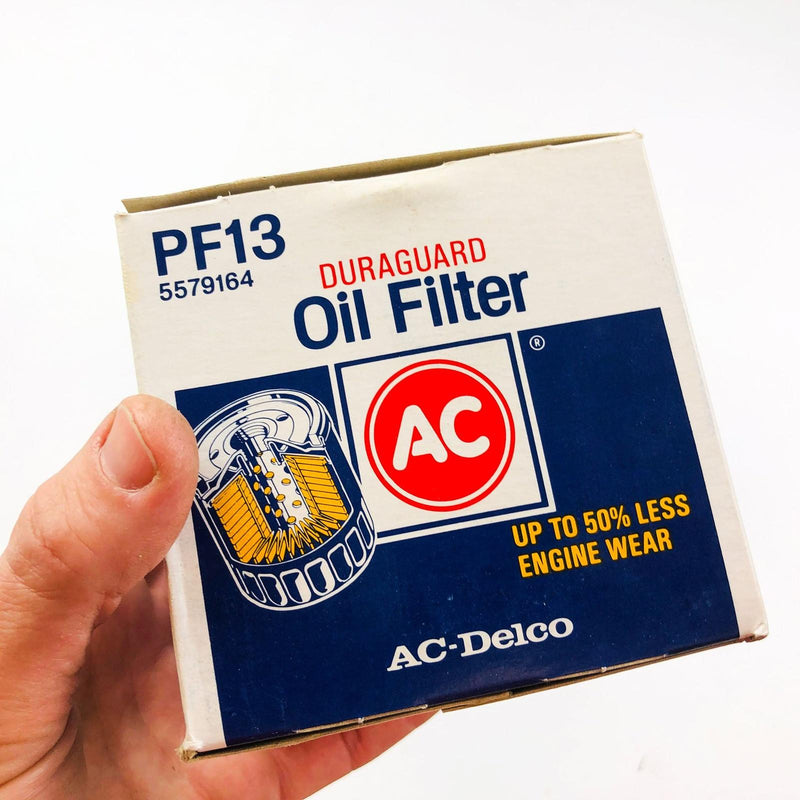 PF13
5579164
DURAGUARD
Oil Filter
®
AC
UP TO 50% LESS
ENGINE WEAR
AC-Delco